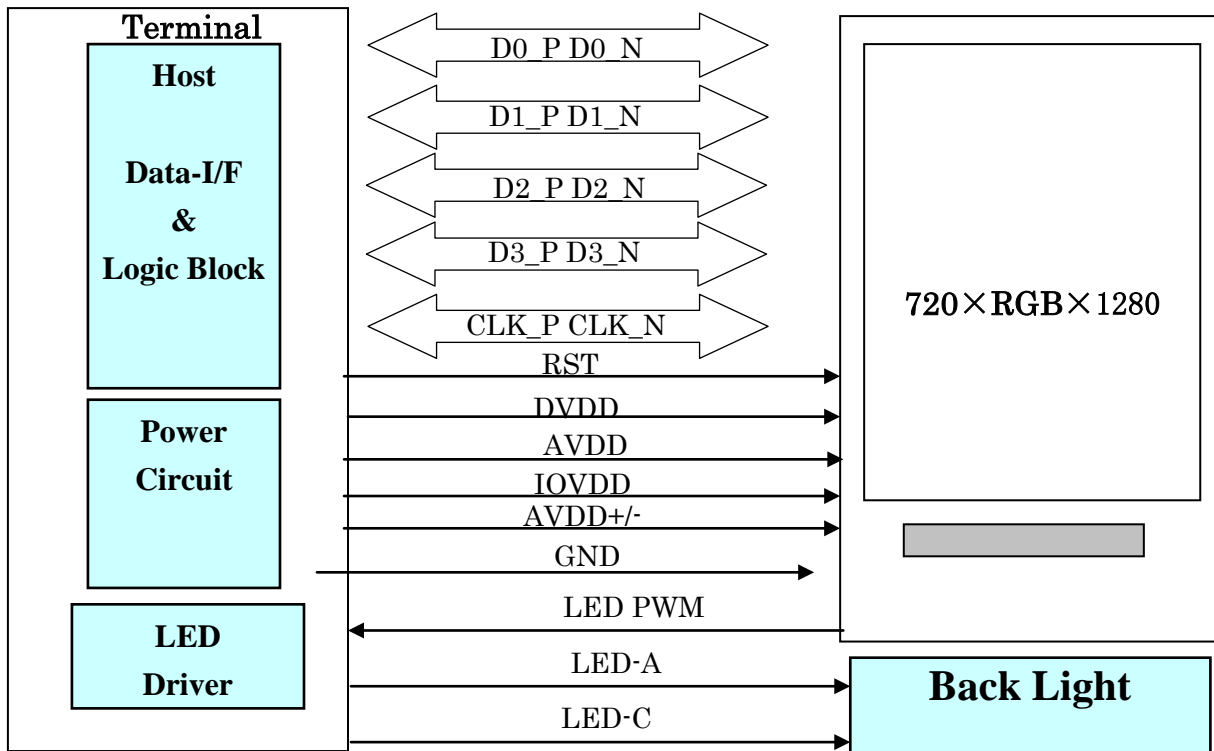 Terminal
Host
Data-I/F
&
Logic Block
Power
Circuit
LED
Driver
D0_P D0_N
D1_P D1_N
D2_P D2_N
D3_P D3_N
CLK_P CLK_N
RST
DVDD
AVDD
IOVDD
AVDD+/-
GND
LED PWM
LED-A
LED-C
720×RGB×1280
Back Light